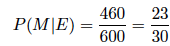 P(M|E) = 460/600 = 23/30